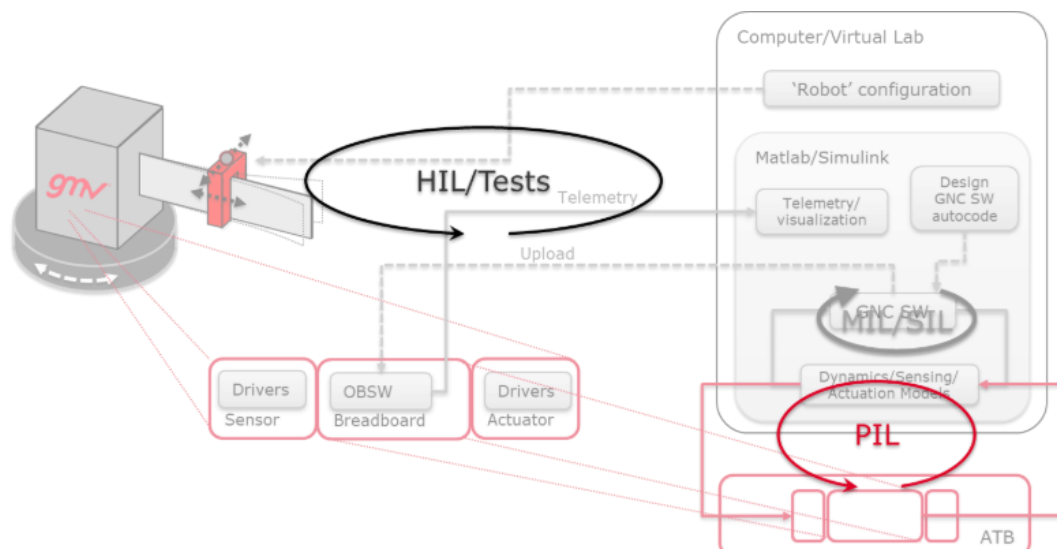 Computer/Virtual Lab
'Robot' configuration
Matlab/Simulink
Telemetry/
visualization
Design
GNC SW
autocode
gmv
HIL/Tests
Telemetry
Upload
GNC SW
MIL/SIL
Dynamics/Sensing/
Actuation Models
Drivers
Sensor
OBSW
Breadboard
Drivers
Actuator
PIL
ATB